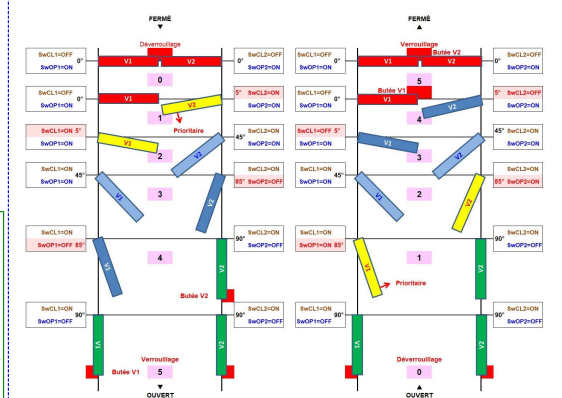 FERMÉ
Déverrouillage
SwCL1=OFF
SwOP1=ON
0°
V1
V2
0°
SwCL2=OFF
SwOP2=ON
0
SwCL1=OFF
SwOP1=ON
0°
V1
V2
5° SwCL2=ON
SwOP2=ON
1
Prioritaire
SwCL1=ON 5°
SwOP1=ON
V1
V2
45°
SwCL2=ON
SwOP2=ON
2
SwCL1=ON
SwOP1=ON
45°
V1
V2
SwCL2=ON
85° SwOP2=OFF
3
SwCL1=ON
SwOP1=OFF 85°
V1
V2
90°
SwCL2=ON
SwOP2=OFF
4
Butée V2
SwCL1=ON
SwOP1=OFF
90°
V1
V2
90°
SwCL2=ON
SwOP2=OFF
Verrouillage
Butée V1
5
OUVERT
FERMÉ
Verrouillage
Butée V2
SwCL1=OFF
SwOP1=ON
0°
V1
V2
0°
SwCL2=OFF
SwOP2=ON
5
Butée V1
SwCL1=OFF
SwOP1=ON
0°
V1
V2
5° SwCL2=OFF
SwOP2=ON
4
SwCL1=OFF 5°
SwOP1=ON
V1
V2
45°
SwCL2=ON
SwOP2=ON
3
SwCL1=ON
SwOP1=ON
45°
V1
V2
SwCL2=ON
85° SwOP2=ON
2
SwCL1=ON
SwOP1=ON 85°
V1
V2
90°
SwCL2=ON
SwOP2=OFF
1
Prioritaire
SwCL1=ON
SwOP1=OFF
90°
V1
V2
90°
SwCL2=ON
SwOP2=OFF
Déverrouillage
0
OUVERT